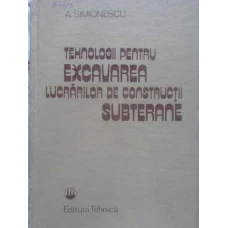 A. SIMIONESCU
TEHNOLOGII PENTRU
EXCAVAREA
LUCRĂRILOR DE CONSTRUCȚII
SUBTERANE
Editura Tehnică